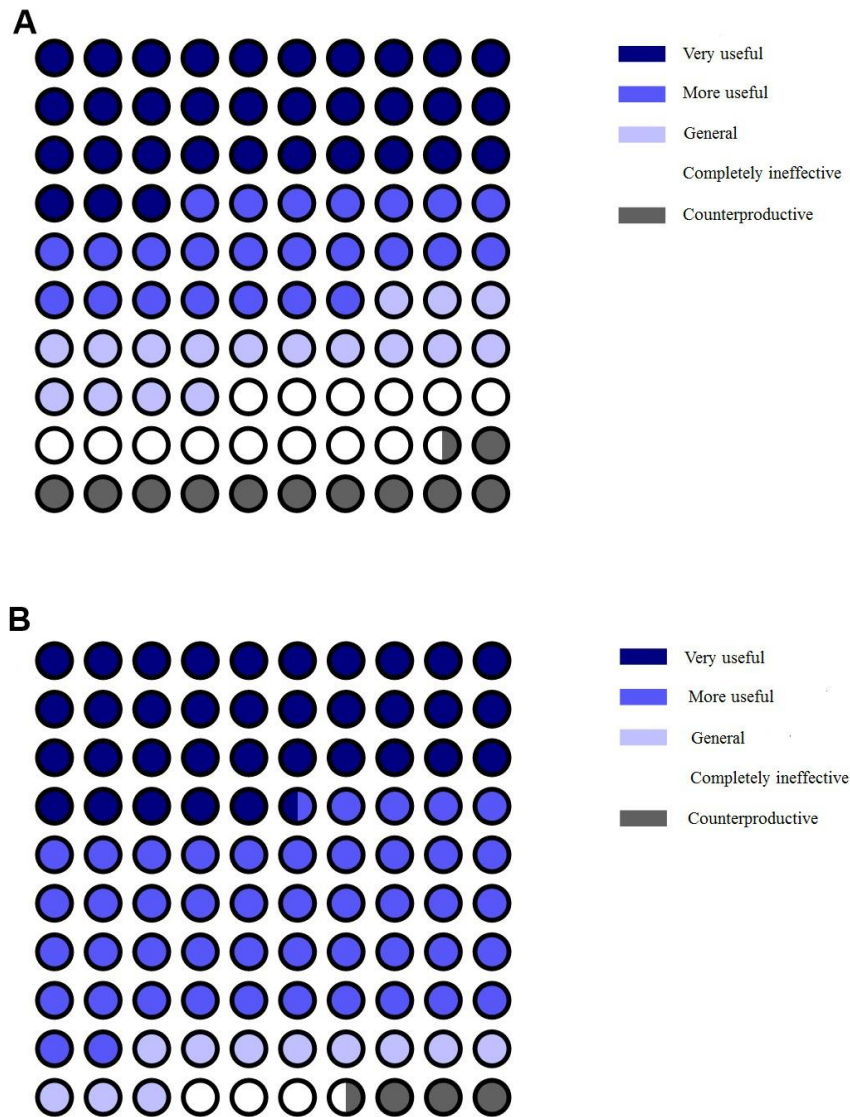 A
Very useful
More useful
General
Completely ineffective
Counterproductive
B
Very useful
More useful
General
Completely ineffective
Counterproductive